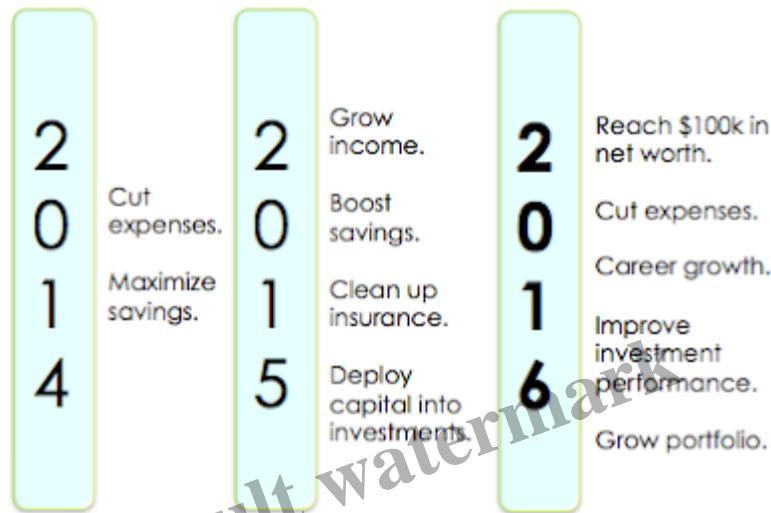 2
0
1
4
Cut
expenses.
Maximize
savings.
2
0
1
5
Grow
income.
Boost
savings.
Clean up
insurance.
Deploy
capital into
investments.
2
0
1
6
Reach $100k in
net worth.
Cut expenses.
Career growth.
Improve
investment
performance.
Grow portfolio.
watermark